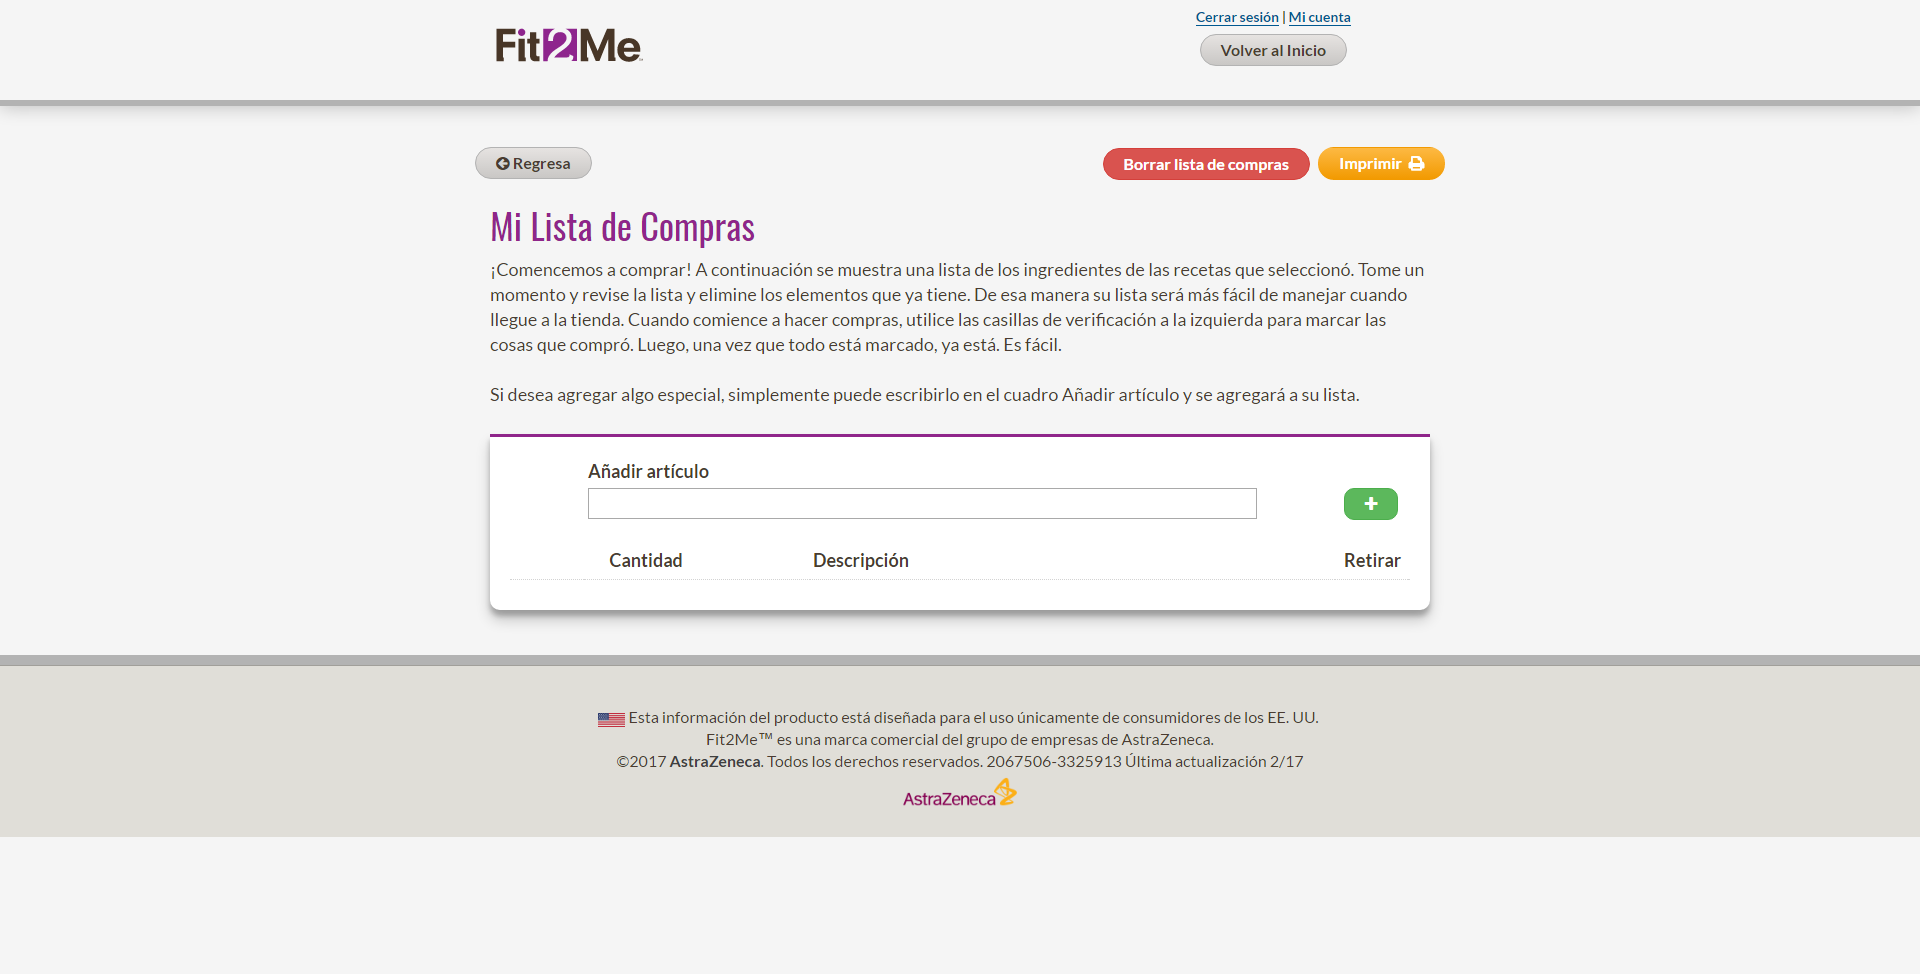 Fit2Me
Cerrar sesión | Mi cuenta
Volver al Inicio
Regresa
Borrar lista de compras
Imprimir
Mi Lista de Compras
¡Comencemos a comprar! A continuación se muestra una lista de los ingredientes de las recetas que seleccionó. Tome un
momento y revise la lista y elimine los elementos que ya tiene. De esa manera su lista será más fácil de manejar cuando
llegue a la tienda. Cuando comience a hacer compras, utilice las casillas de verificación a la izquierda para marcar las
cosas que compró. Luego, una vez que todo está marcado, ya está. Es fácil.
Si desea agregar algo especial, simplemente puede escribirlo en el cuadro Añadir artículo y se agregará a su lista.
Añadir artículo
Cantidad Descripción Retirar
Esta información del producto está diseñada para el uso únicamente de consumidores de los EE. UU.
Fit2Me™ es una marca comercial del grupo de empresas de AstraZeneca.
©2017 AstraZeneca. Todos los derechos reservados. 2067506-3325913 Última actualización 2/17
AstraZeneca